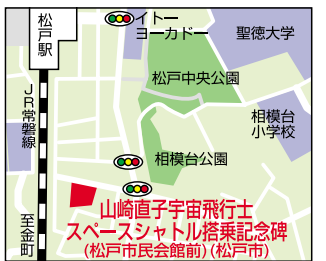 松戸駅
イトー
ヨーカドー
聖徳大学
松戸中央公園
JR常磐線
相模台
小学校
相模台公園
至金町
山崎直子宇宙飛行士
スペースシャトル搭乗記念碑
(松戸市民会館前)(松戸市)